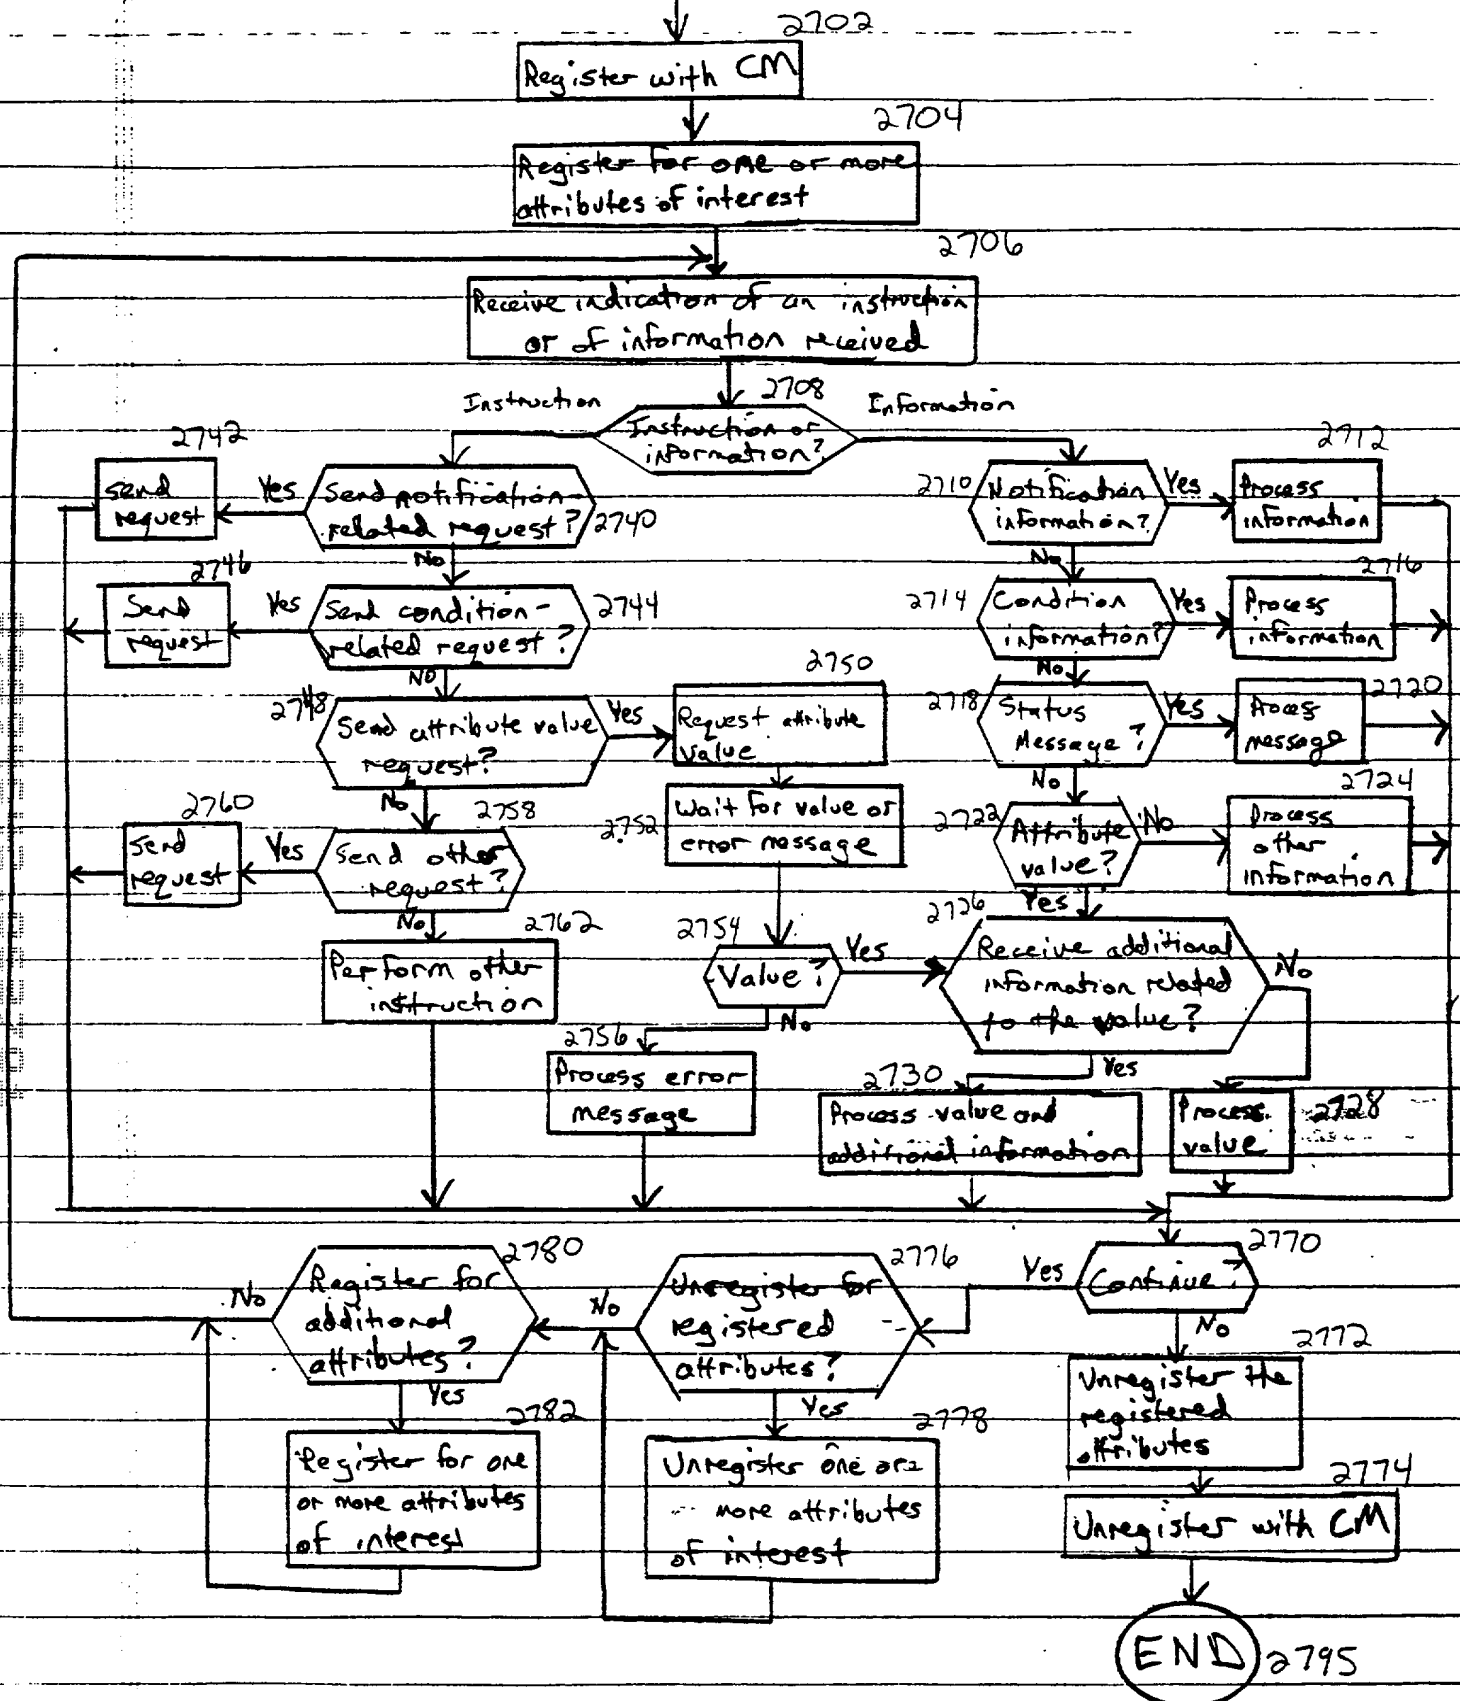 2702
Register with CM
2704
Register for one or more
attributes of interest
2706
Receive indication of an instruction
or of information received
2708
Instruction
Information
Instruction or
information?
2742
Send
request
Yes
Send notification-
related request?
2740
No
2710
Notification
information?
Yes
2712
Process
information
No
2746
Send
request
Yes
Send condition-
related request?
2744
No
2714
Condition
information?
Yes
2716
Process
information
No
2748
Send attribute value
request?
Yes
2750
Request attribute
value
No
2718
Status
Message?
Yes
2720
Process
message
No
2760
Send
request
Yes
2758
Send other
request?
No
2752
Wait for value or
error message
2722
Attribute
value?
No
2724
Process
other
information
Yes
2762
Perform other
instruction
2754
Value?
Yes
No
2726
Receive additional
information related
to the value?
No
Yes
2756
Process error
message
2730
Process value and
additional information
Process
value
2728
2770
Continue?
Yes
No
2776
Unregister for
registered
attributes?
No
Yes
2780
Register for
additional
attributes?
No
Yes
2772
Unregister the
registered
attributes
2782
Register for one
or more attributes
of interest
2778
Unregister one or
more attributes
of interest
2774
Unregister with CM
END
2795